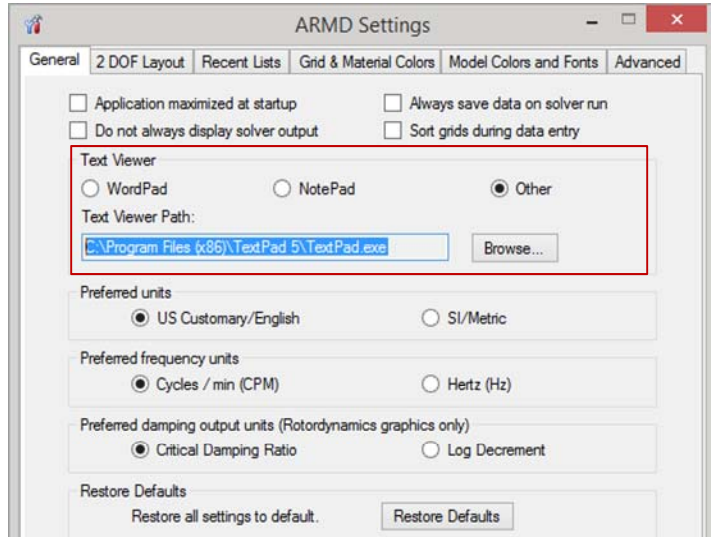 ARMD Settings
General 2 DOF Layout Recent Lists Grid & Material Colors Model Colors and Fonts Advanced
Application maximized at startup Always save data on solver run
Do not always display solver output Sort grids during data entry
Text Viewer
WordPad NotePad Other
Text Viewer Path:
C:\Program Files (x86)\TextPad 5\TextPad.exe Browse...
Preferred units
US Customary/English SI/Metric
Preferred frequency units
Cycles / min (CPM) Hertz (Hz)
Preferred damping output units (Rotordynamics graphics only)
Critical Damping Ratio Log Decrement
Restore Defaults
Restore all settings to default. Restore Defaults